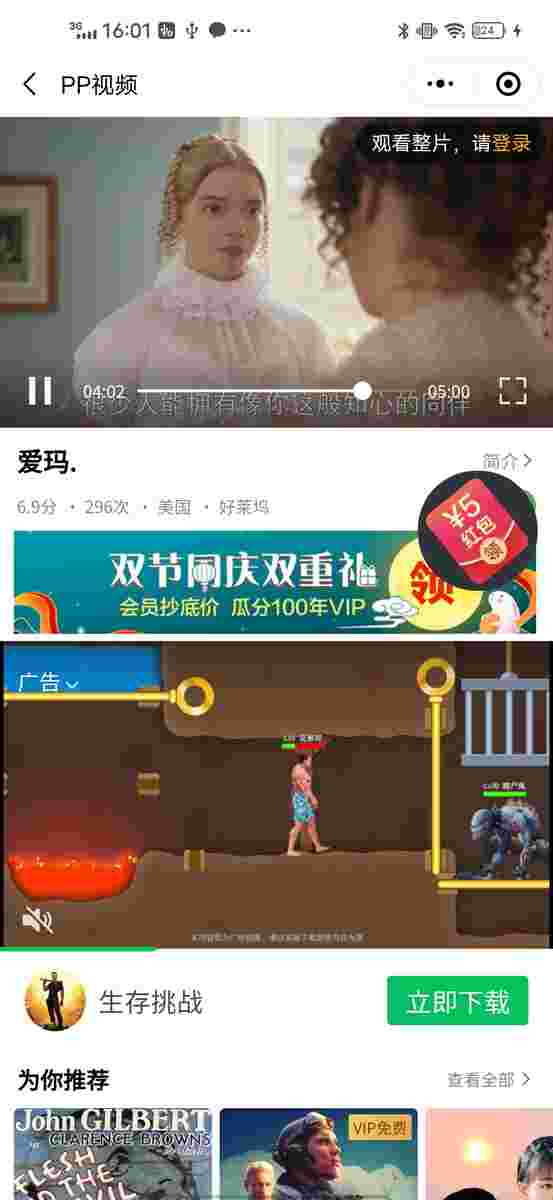 3G 16:01 24
PP视频
观看整片，请登录
04:02 05:00
很少人能拥有像你这般知心的同伴
爱玛.
简介
6.9分 · 296次 · 美国 · 好莱坞
¥5
红包
领
双节同庆双重礼
会员抄底价 瓜分100年VIP
领
广告
生存挑战
立即下载
为你推荐
查看全部
John GILBERT
CLARENCE BROWN'S
FLESH
VIP免费